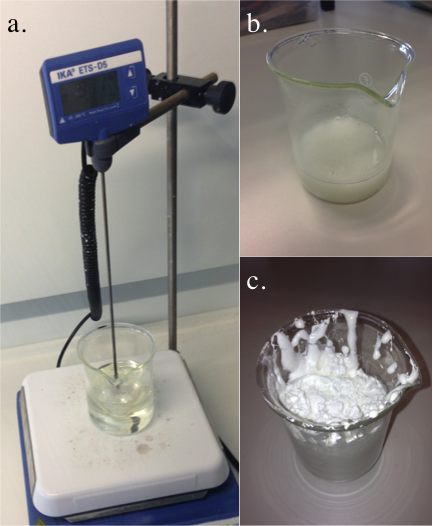 a.
IKA® ETS-D5
b.
c.